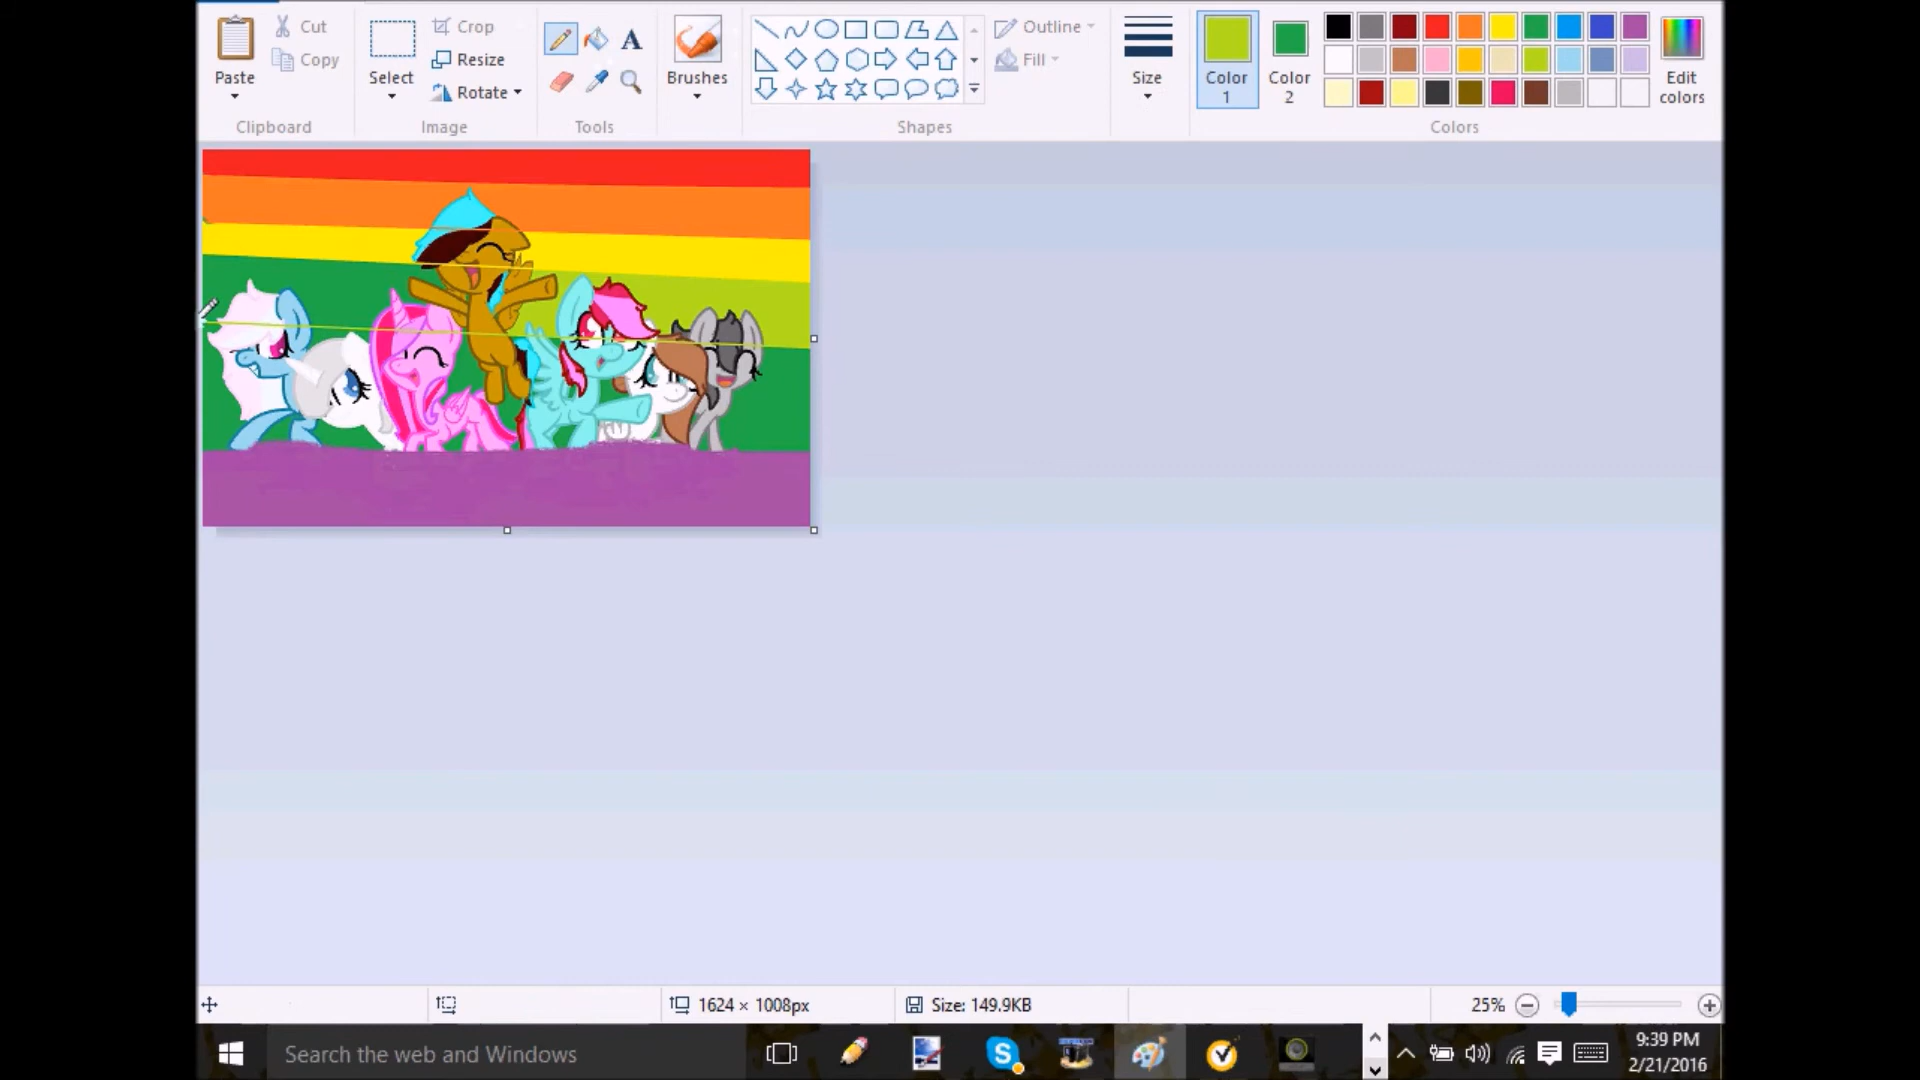 Paste
Cut
Copy
Clipboard
Select
Crop
Resize
Rotate
Image
A
Tools
Brushes
Shapes
Outline
Fill
Size
Color
1
Color
2
Colors
Edit
colors
1624 × 1008px
Size: 149.9KB
25%
Search the web and Windows
9:39 PM
2/21/2016